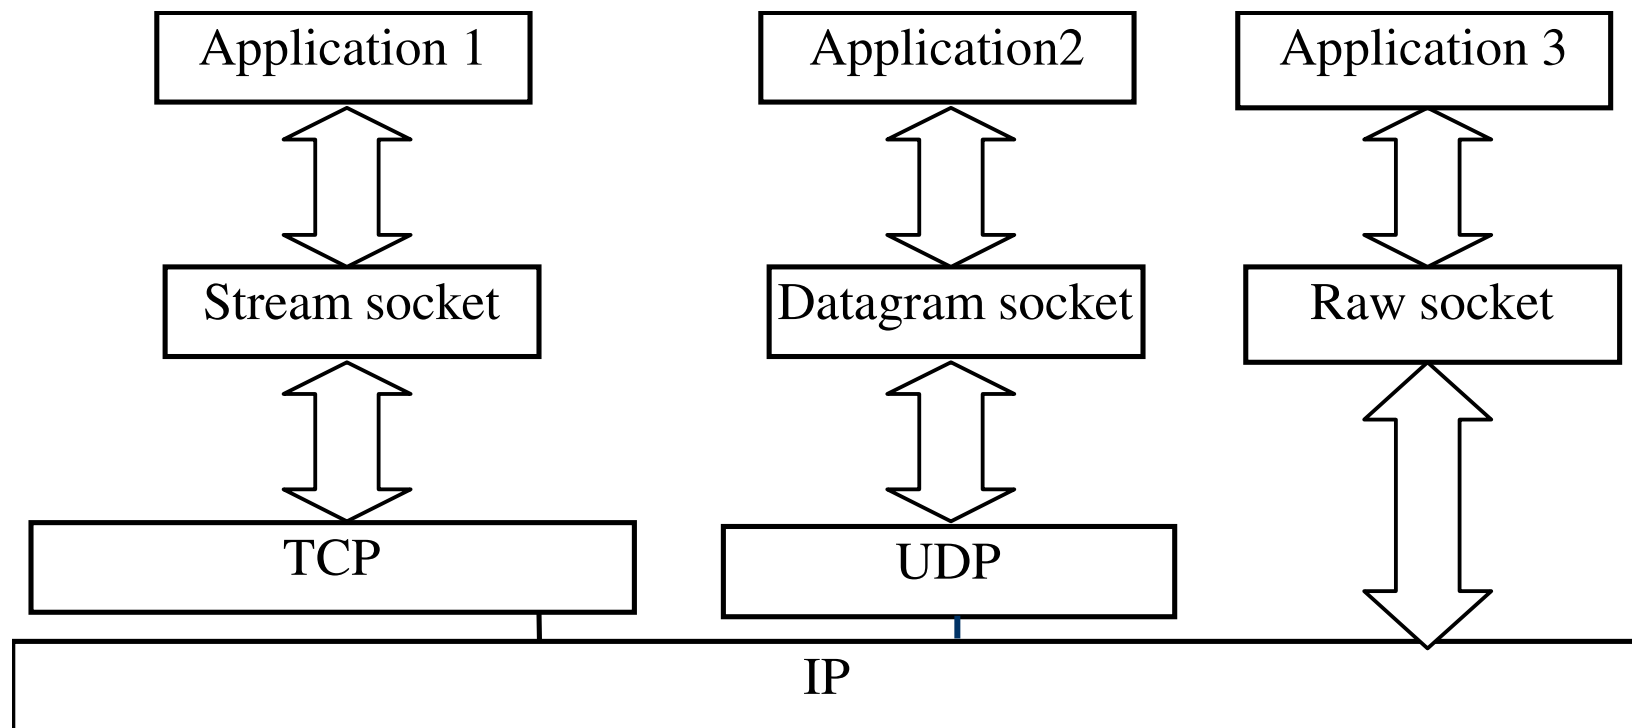 Application 1
Application2
Application 3
Stream socket
Datagram socket
Raw socket
TCP
UDP
IP